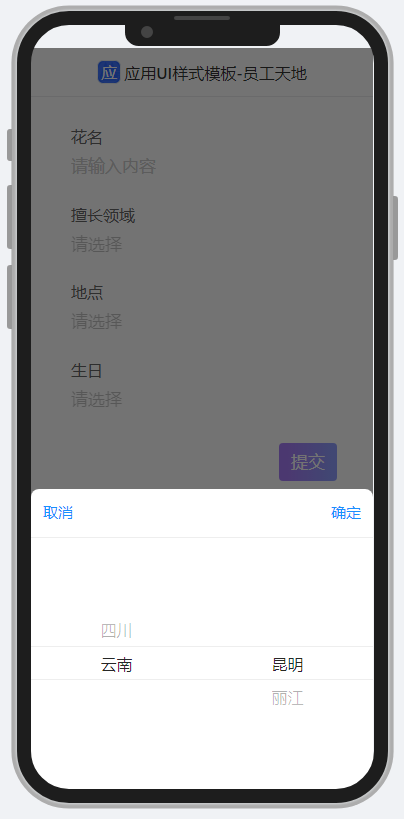 应 应用UI样式模板-员工天地
花名
请输入内容
擅长领域
请选择
地点
请选择
生日
请选择
提交
取消 确定
四川
云南 昆明
丽江